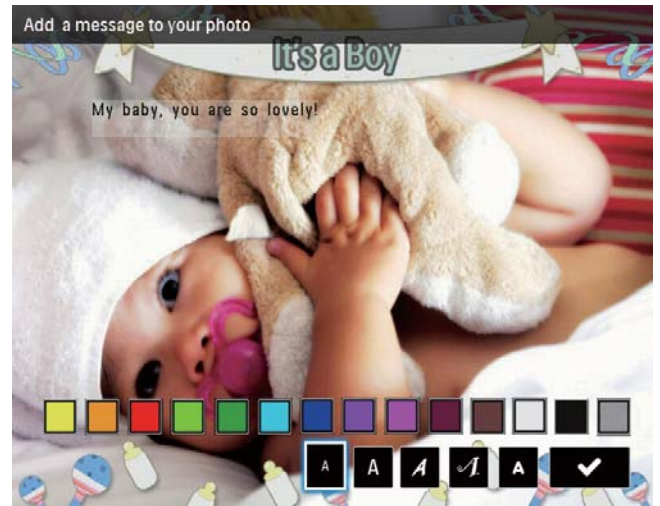 Add a message to your photo
It's a Boy
My baby, you are so lovely!
A A A A A